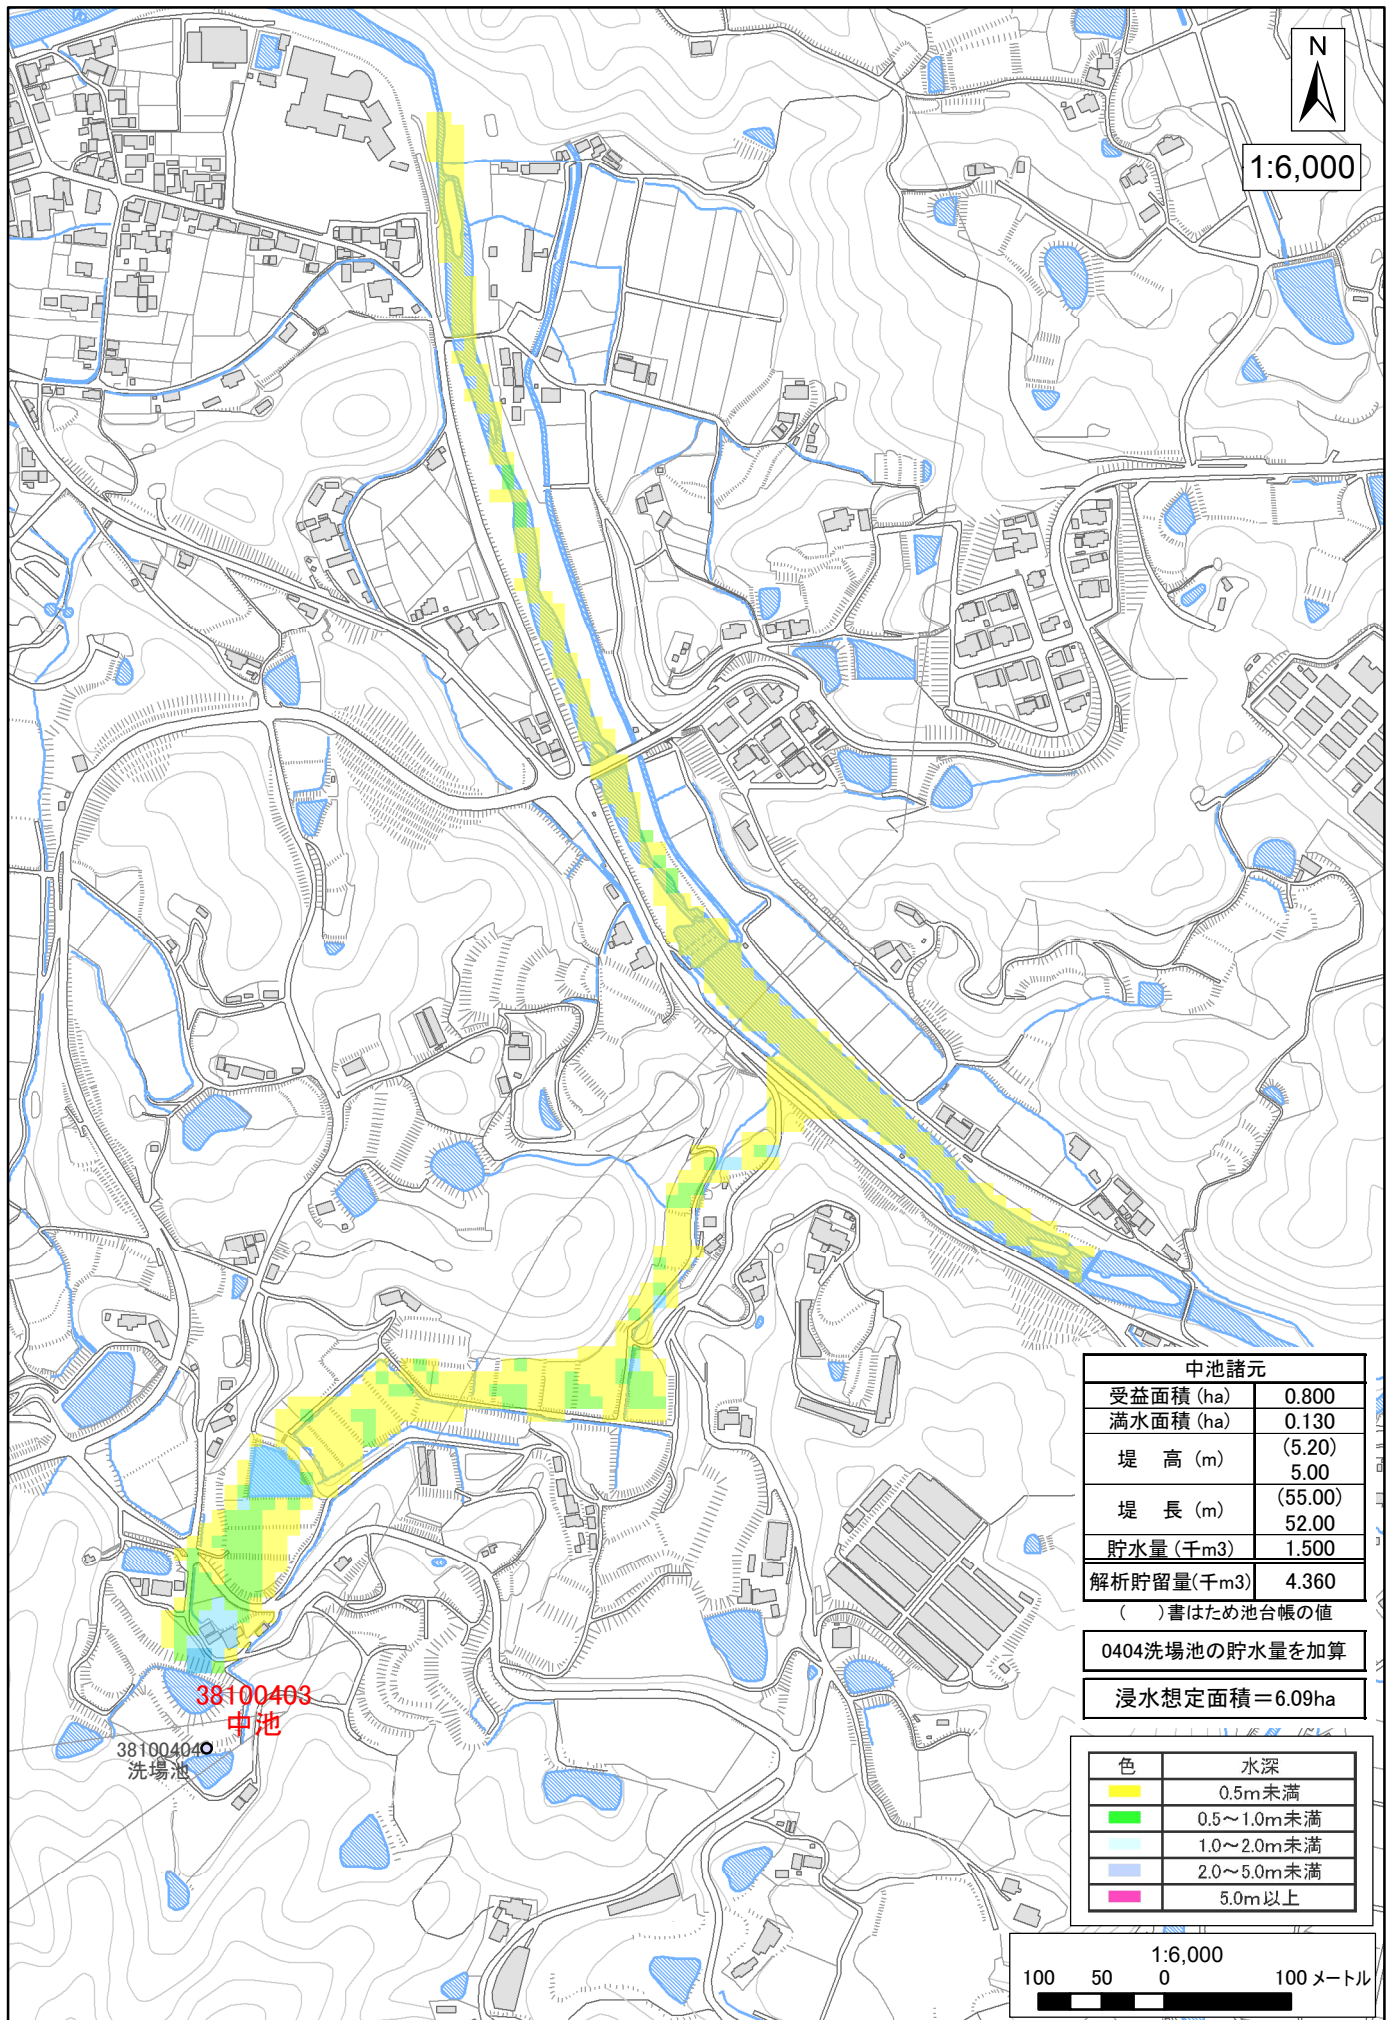 N
1:6,000
38100403
中池
38100404
洗場池
中池諸元
受益面積 (ha) 0.800
満水面積 (ha) 0.130
堤 高 (m) (5.20) 5.00
堤 長 (m) (55.00) 52.00
貯水量 (千m3) 1.500
解析貯留量(千m3) 4.360
( )書はため池台帳の値
0404洗場池の貯水量を加算
浸水想定面積=6.09ha
色 水深
0.5m未満
0.5~1.0m未満
1.0~2.0m未満
2.0~5.0m未満
5.0m以上
1:6,000
100 50 0 100 メートル